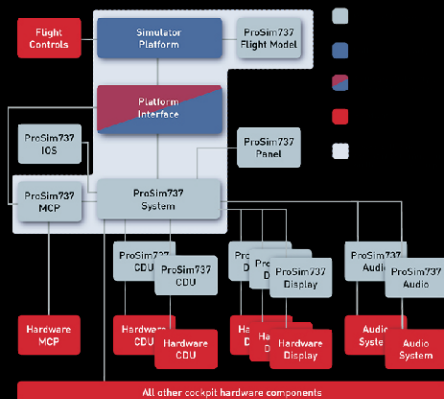 Flight
Controls
Simulator
Platform
ProSim737
Flight Model
Platform
Interface
ProSim737
IOS
ProSim737
Panel
ProSim737
MCP
ProSim737
System
ProSim737
CDU
ProSim737
CDU
ProSim737
D
D
ProSim737
Display
ProSim737
Audio
ProSim737
Audio
Hardware
MCP
Hardware
CDU
Hardware
CDU
Hardware
D
D
Hardware
Display
Audio
System
Audio
System
All other cockpit hardware components